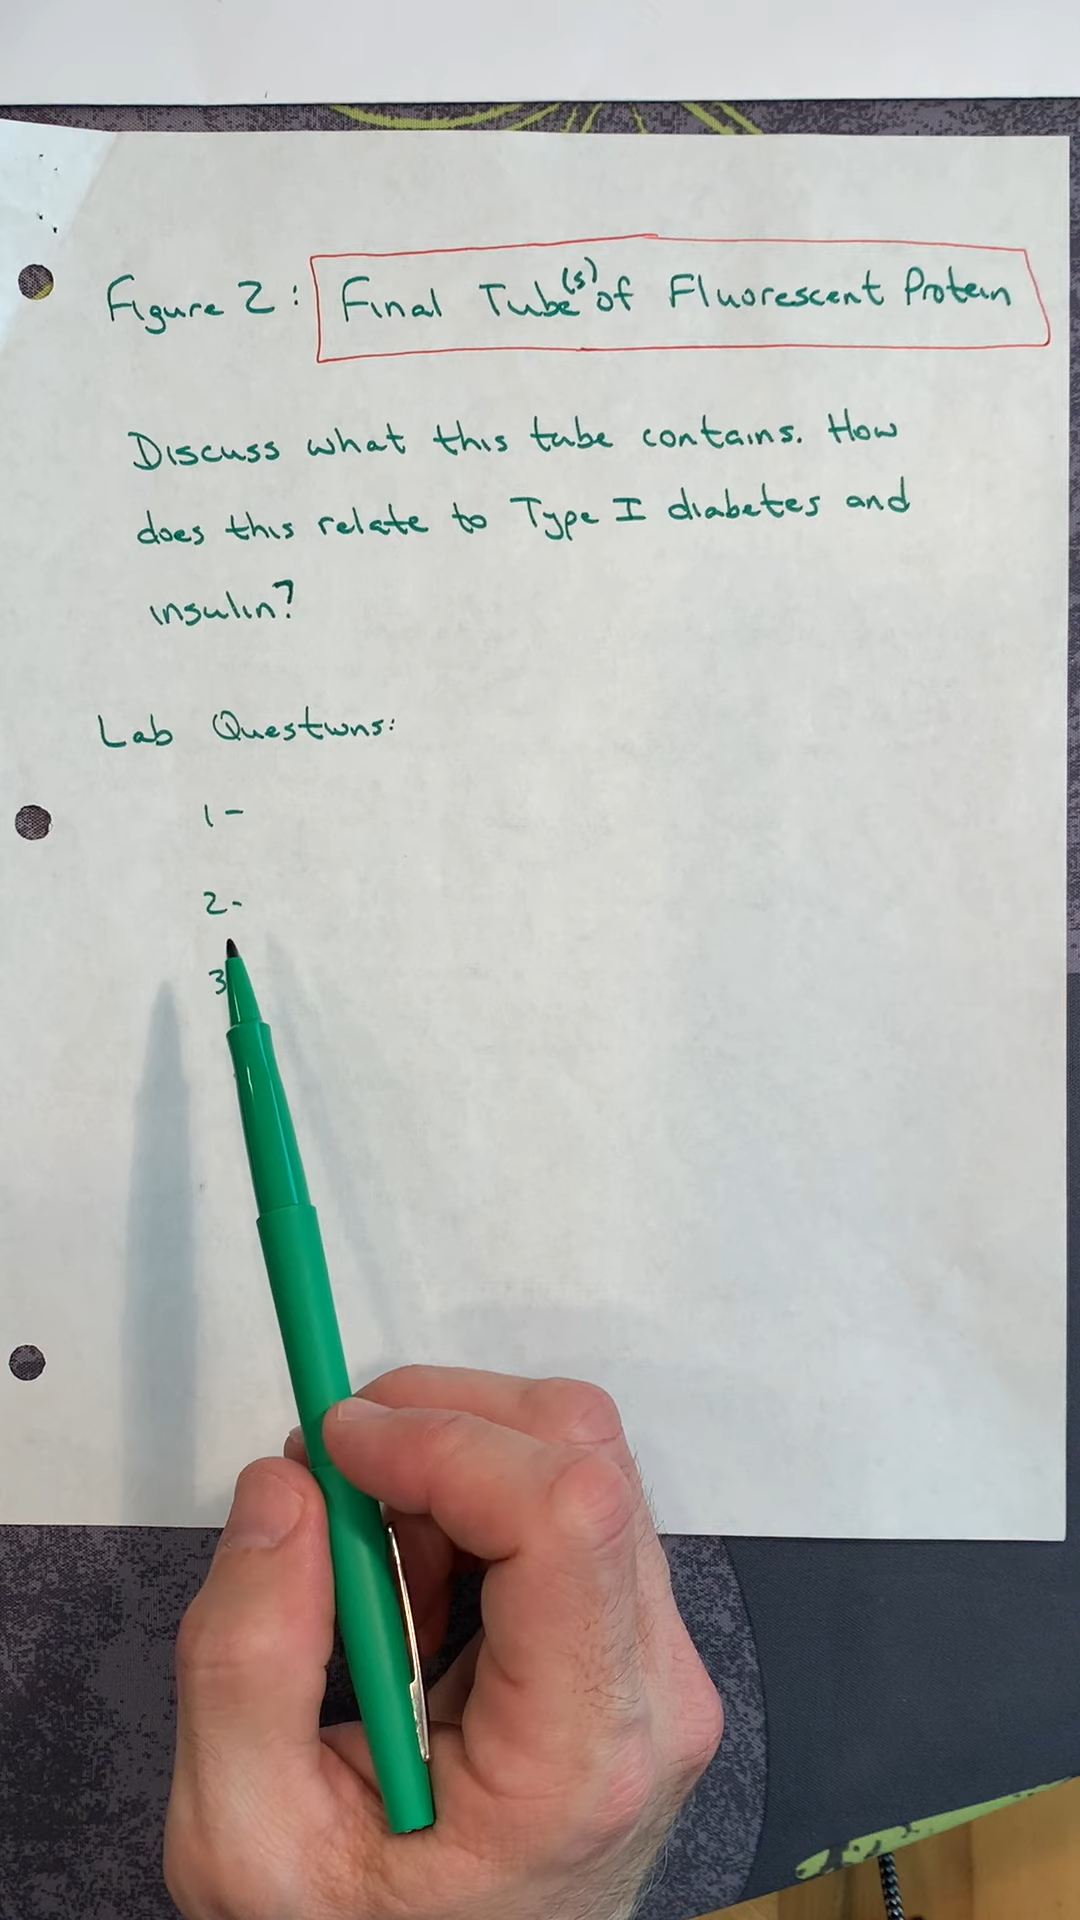 Figure 2: Final Tube(s) of Fluorescent Protein
Discuss what this tube contains. How
does this relate to Type I diabetes and
insulin?
Lab Questions:
1-
2-
3